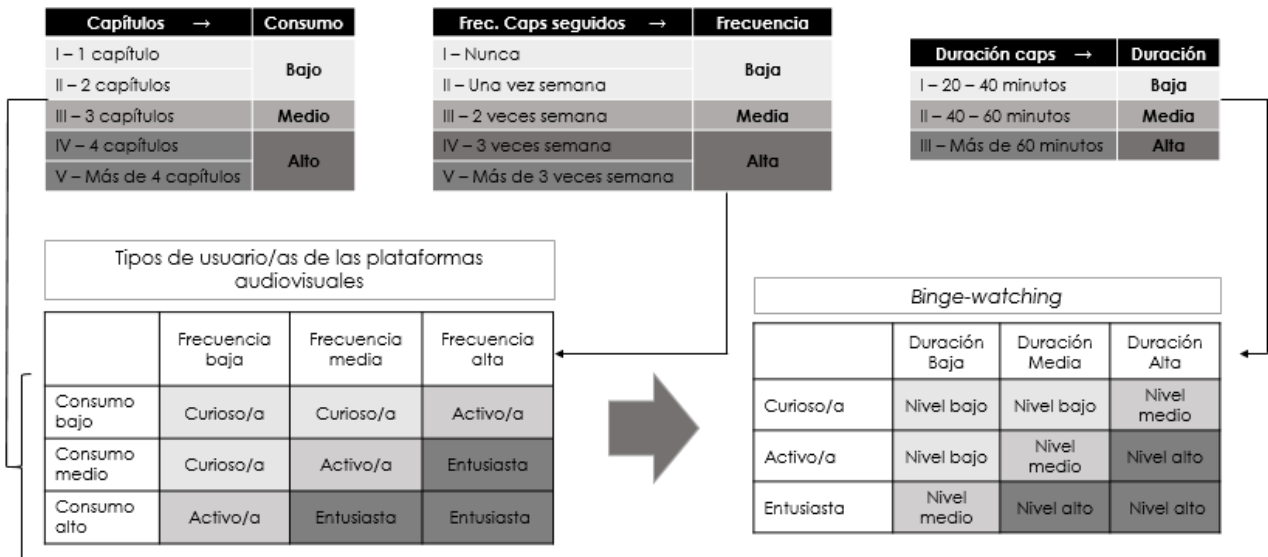 Capítulos → Consumo
I – 1 capítulo
Bajo
II – 2 capítulos
III – 3 capítulos Medio
IV – 4 capítulos
Alto
V – Más de 4 capítulos
Frec. Caps seguidos → Frecuencia
I – Nunca
Baja
II – Una vez semana
III – 2 veces semana Media
IV – 3 veces semana
Alta
V – Más de 3 veces semana
Duración caps → Duración
I – 20 – 40 minutos Baja
II – 40 – 60 minutos Media
III – Más de 60 minutos Alta
Tipos de usuario/as de las plataformas
audiovisuales
Frecuencia baja Frecuencia media Frecuencia alta
Consumo bajo Curioso/a Curioso/a Activo/a
Consumo medio Curioso/a Activo/a Entusiasta
Consumo alto Activo/a Entusiasta Entusiasta
Binge-watching
Duración Baja Duración Media Duración Alta
Curioso/a Nivel bajo Nivel bajo Nivel medio
Activo/a Nivel bajo Nivel medio Nivel alto
Entusiasta Nivel medio Nivel alto Nivel alto